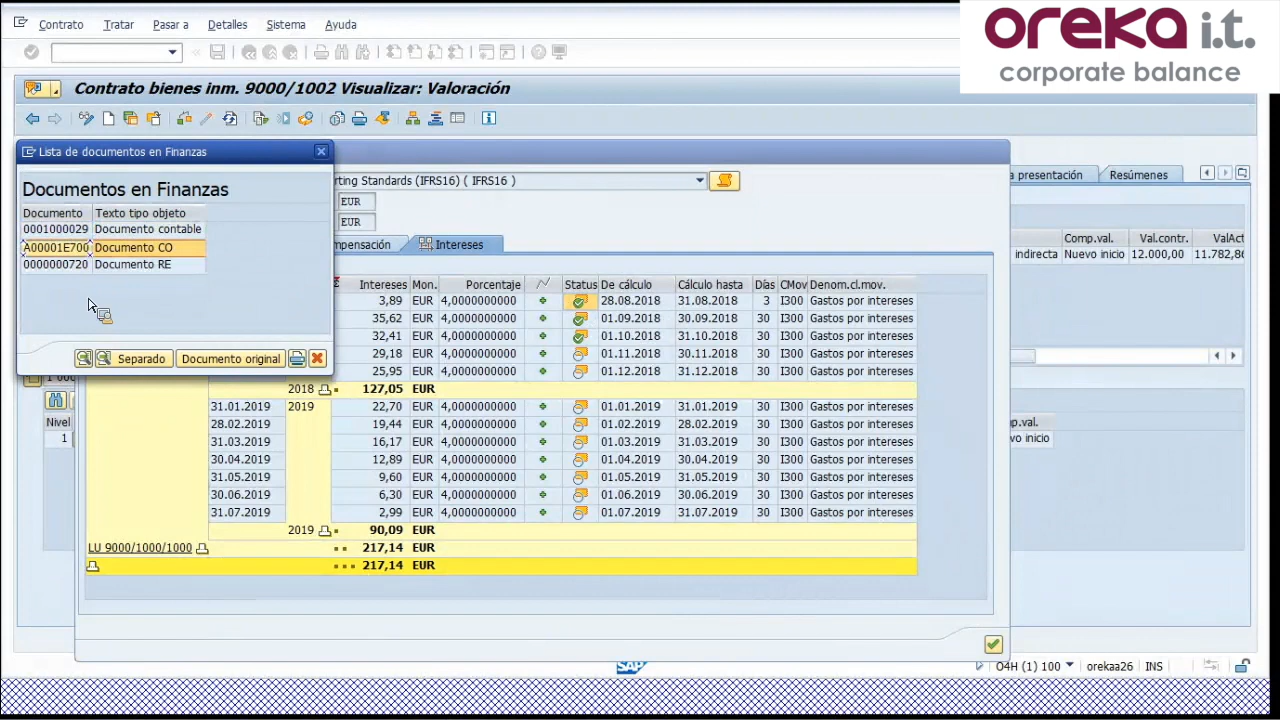 Contrato Tratar Pasar a Detalles Sistema Ayuda
oreka i.t.
corporate balance
Contrato bienes inm. 9000/1002 Visualizar: Valoración
Lista de documentos en Finanzas
Documentos en Finanzas
Documento Texto tipo objeto
0001000029 Documento contable
A00001E700 Documento CO
0000000720 Documento RE
Separado Documento original
rting Standards (IFRS16) ( IFRS16 )
EUR
EUR
mpensación Intereses
a presentación Resúmenes
Comp.val. Val.contr. ValAct
indirecta Nuevo inicio 12.000,00 11.782,86
Intereses Mon. Porcentaje Status De cálculo Cálculo hasta Días CMov Denom.cl.mov.
3,89 EUR 4,0000000000 28.08.2018 31.08.2018 3 I300 Gastos por intereses
35,62 EUR 4,0000000000 01.09.2018 30.09.2018 30 I300 Gastos por intereses
32,41 EUR 4,0000000000 01.10.2018 31.10.2018 30 I300 Gastos por intereses
29,18 EUR 4,0000000000 01.11.2018 30.11.2018 30 I300 Gastos por intereses
25,95 EUR 4,0000000000 01.12.2018 31.12.2018 30 I300 Gastos por intereses
2018 127,05 EUR
31.01.2019 2019 22,70 EUR 4,0000000000 01.01.2019 31.01.2019 30 I300 Gastos por intereses
28.02.2019 19,44 EUR 4,0000000000 01.02.2019 28.02.2019 30 I300 Gastos por intereses
31.03.2019 16,17 EUR 4,0000000000 01.03.2019 31.03.2019 30 I300 Gastos por intereses
30.04.2019 12,89 EUR 4,0000000000 01.04.2019 30.04.2019 30 I300 Gastos por intereses
31.05.2019 9,60 EUR 4,0000000000 01.05.2019 31.05.2019 30 I300 Gastos por intereses
30.06.2019 6,30 EUR 4,0000000000 01.06.2019 30.06.2019 30 I300 Gastos por intereses
31.07.2019 2,99 EUR 4,0000000000 01.07.2019 31.07.2019 30 I300 Gastos por intereses
2019 90,09 EUR
LU 9000/1000/1000 217,14 EUR
217,14 EUR
Nivel
1
p.val.
vo inicio
SAP
O4H (1) 100 orekaa26 INS